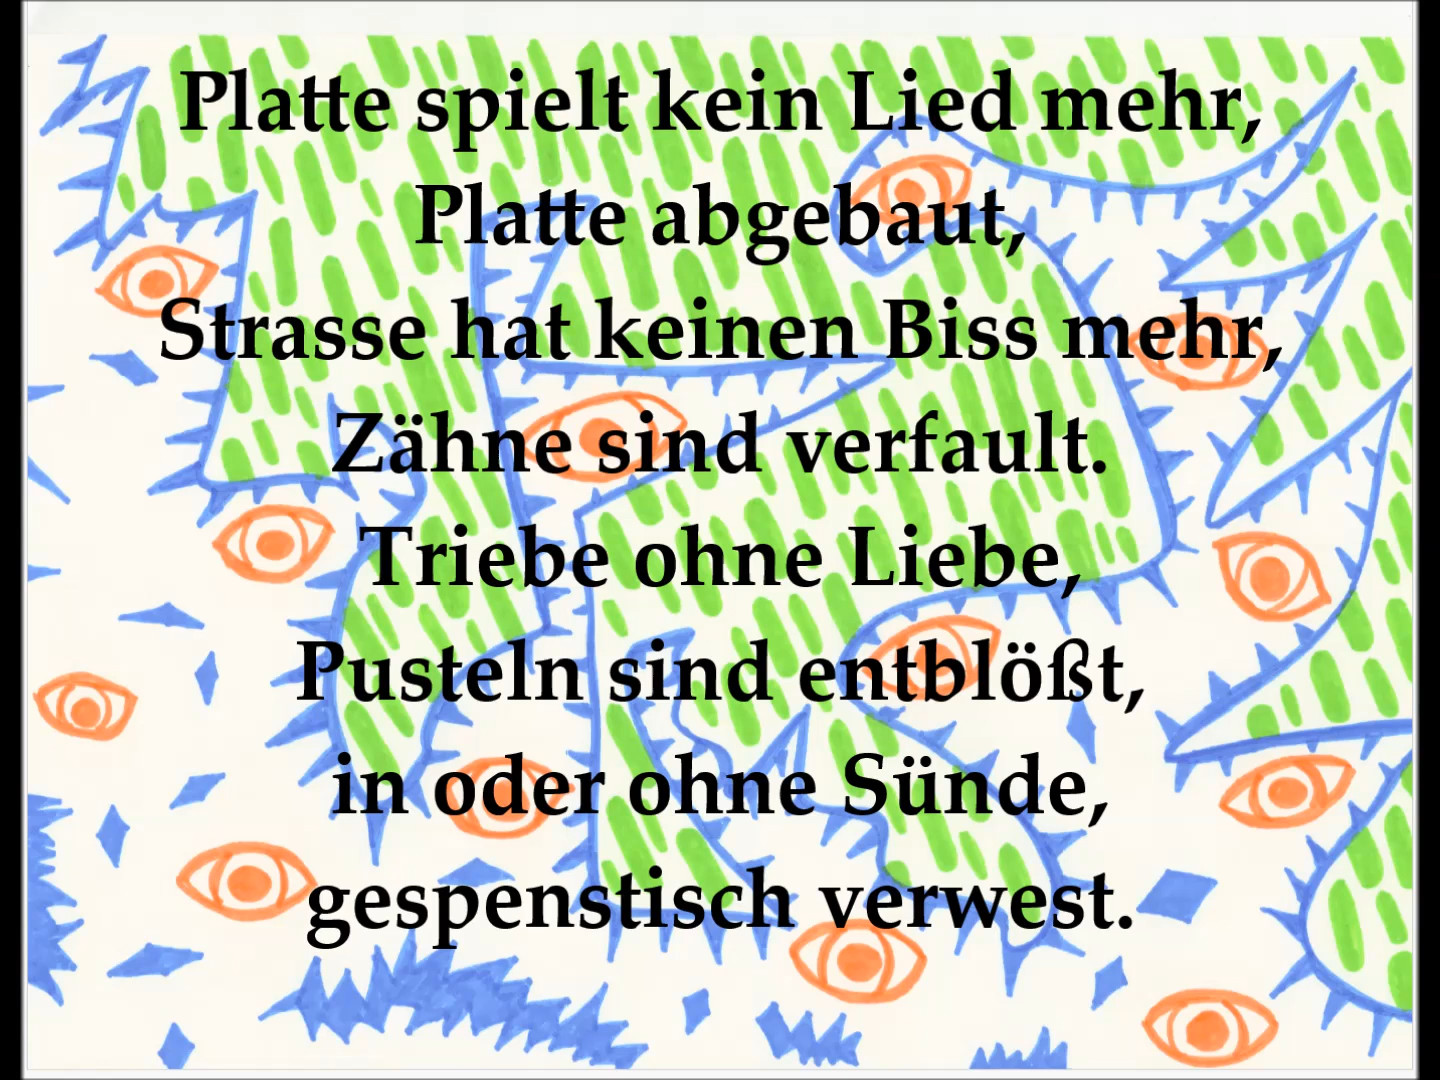 Platte spielt kein Lied mehr,
Platte abgebaut,
Strasse hat keinen Biss mehr,
Zähne sind verfault.
Triebe ohne Liebe,
Pusteln sind entblößt,
in oder ohne Sünde,
gespenstisch verwest.